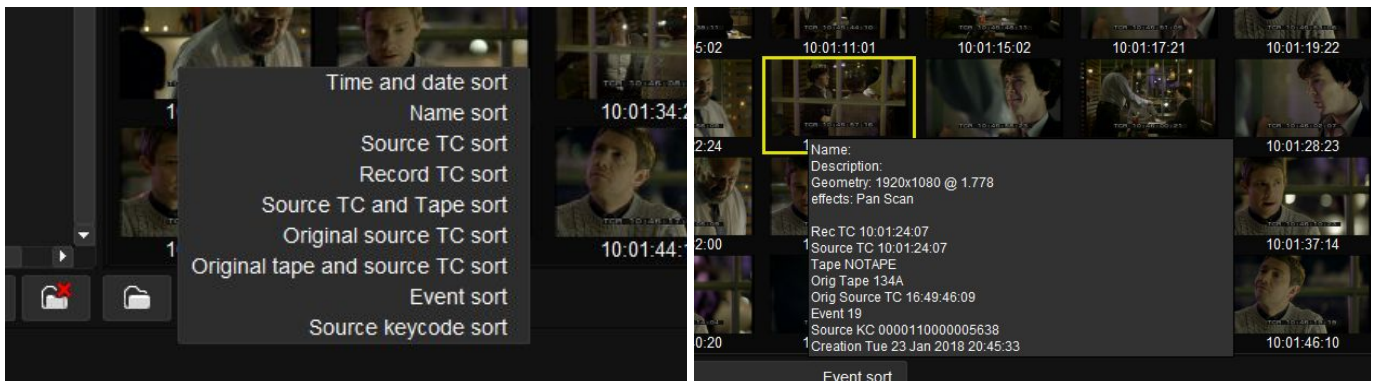 Time and date sort
Name sort
Source TC sort
Record TC sort
Source TC and Tape sort
Original source TC sort
Original tape and source TC sort
Event sort
Source keycode sort
10:01:34:2
10:01:44:
5:02
10:01:11:01
10:01:15:02
10:01:17:21
10:01:19:22
2:24
10:01:28:23
Name:
Description:
Geometry: 1920x1080 @ 1.778
effects: Pan Scan
Rec TC 10:01:24:07
Source TC 10:01:24:07
Tape NOTAPE
Orig Tape 134A
Orig Source TC 16:49:46:09
Event 19
Source KC 0000110000005638
Creation Tue 23 Jan 2018 20:45:33
2:00
10:01:37:14
0:20
10:01:46:10
Event sort